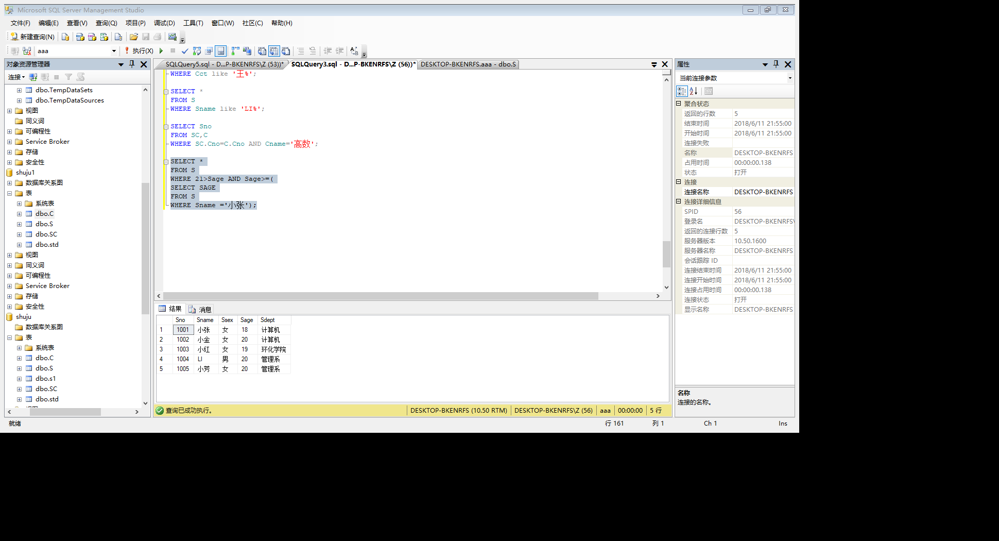 Microsoft SQL Server Management Studio
文件(F) 编辑(E) 查看(V) 查询(Q) 项目(P) 调试(D) 工具(T) 窗口(W) 社区(C) 帮助(H)
新建查询(N)
aaa 执行(X)
对象资源管理器
连接
dbo.TempDataSets
dbo.TempDataSources
视图
同义词
可编程性
Service Broker
存储
安全性
shuju1
数据库关系图
表
系统表
dbo.C
dbo.S
dbo.SC
dbo.std
视图
同义词
可编程性
Service Broker
存储
安全性
shuju
数据库关系图
表
系统表
dbo.C
dbo.S
dbo.s1
dbo.SC
dbo.std
SQLQuery5.sql - D...P-BKENRFS\Z (53))* SQLQuery3.sql - D...P-BKENRFS\Z (56))* DESKTOP-BKENRFS.aaa - dbo.S
WHERE Cct like '王%';
SELECT *
FROM S
WHERE Sname like 'LI%';
SELECT Sno
FROM SC,C
WHERE SC.Cno=C.Cno AND Cname='高数';
SELECT *
FROM S
WHERE 21>Sage AND Sage>=(
SELECT SAGE
FROM S
WHERE Sname ='小张');
结果 消息
Sno Sname Ssex Sage Sdept
1 1001 小张 女 18 计算机
2 1002 小金 女 20 计算机
3 1003 小红 女 19 环化学院
4 1004 LI 男 20 管理系
5 1005 小芳 女 20 管理系
查询已成功执行。 DESKTOP-BKENRFS (10.50 RTM) DESKTOP-BKENRFS\Z (56) aaa 00:00:00 5 行
属性
当前连接参数
聚合状态
返回的行数 5
结束时间 2018/6/11 21:55:00
开始时间 2018/6/11 21:55:00
连接失败
名称 DESKTOP-BKENRFS
占用时间 00:00:00.138
状态 打开
连接
连接名称 DESKTOP-BKENRFS
连接详细信息
SPID 56
登录名 DESKTOP-BKENRFS\
返回的连接行数 5
服务器版本 10.50.1600
服务器名称 DESKTOP-BKENRFS
会话跟踪 ID
连接结束时间 2018/6/11 21:55:00
连接开始时间 2018/6/11 21:55:00
连接占用时间 00:00:00.138
连接状态 打开
显示名称 DESKTOP-BKENRFS
名称
连接的名称。
就绪 行 161 列 1 Ch 1 Ins